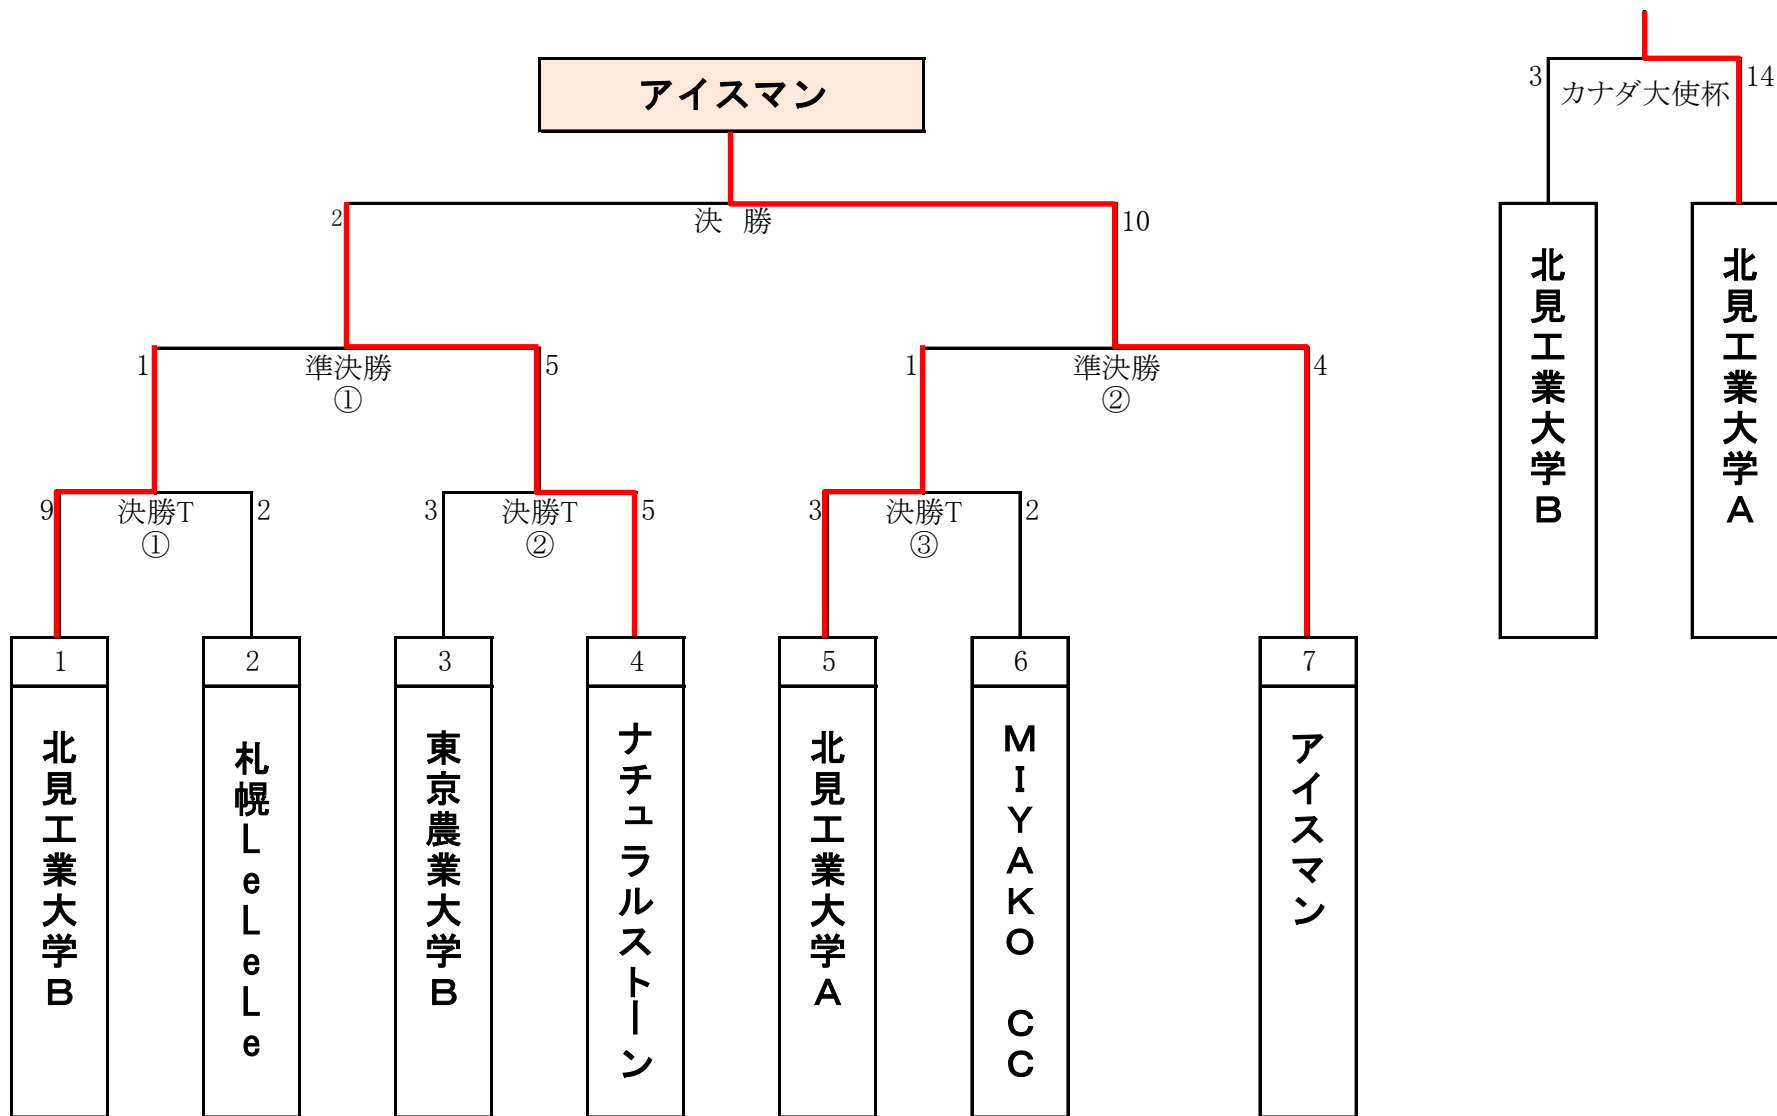 アイスマン
3
カナダ大使杯
14
2
決 勝
10
北見工業大学B
北見工業大学A
1
準決勝
①
5
1
準決勝
②
4
9
決勝T
①
2
3
決勝T
②
5
3
決勝T
③
2
1
2
3
4
5
6
7
北見工業大学B
札幌LeLeLe
東京農業大学B
ナチュラルストーン
北見工業大学A
MIYAKO CC
アイスマン